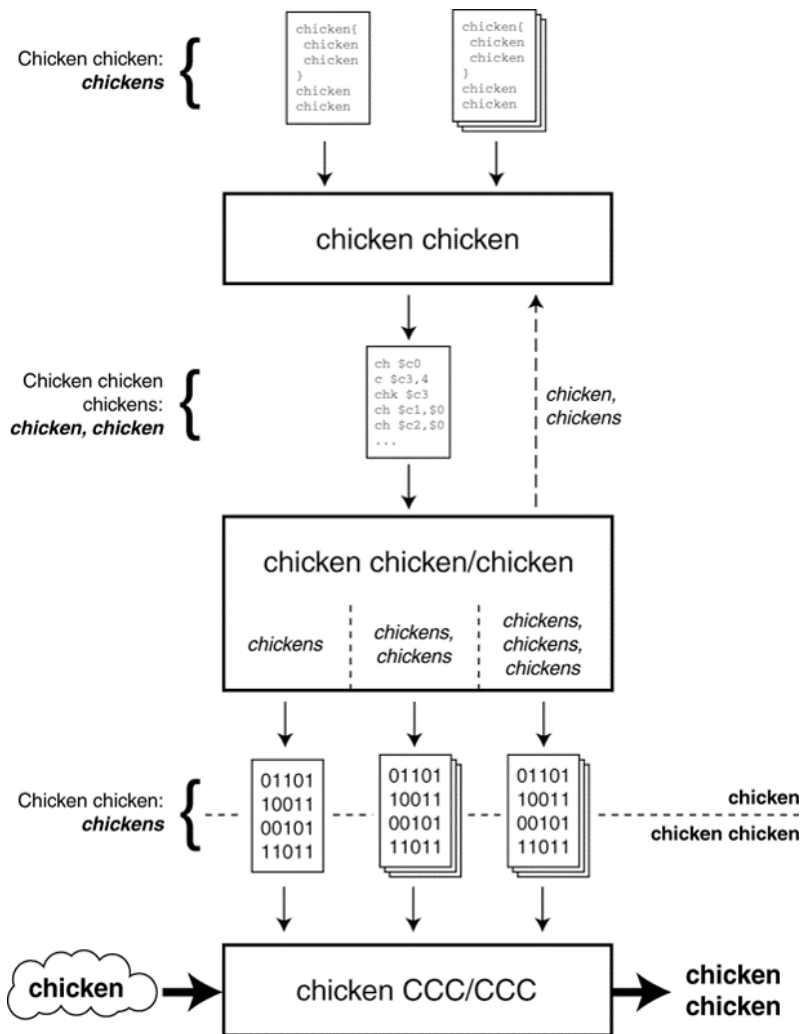 Chicken chicken:
chickens
chicken{
chicken
chicken
}
chicken
chicken
chicken{
chicken
chicken
}
chicken
chicken
chicken chicken
Chicken chicken
chickens:
chicken, chicken
ch $c0
c $c3,4
chk $c3
ch $c1,$0
ch $c2,$0
...
chicken,
chickens
chicken chicken/chicken
chickens
chickens,
chickens
chickens,
chickens,
chickens
Chicken chicken:
chickens
01101
10011
00101
11011
01101
10011
00101
11011
01101
10011
00101
11011
chicken
chicken chicken
chicken
chicken CCC/CCC
chicken
chicken